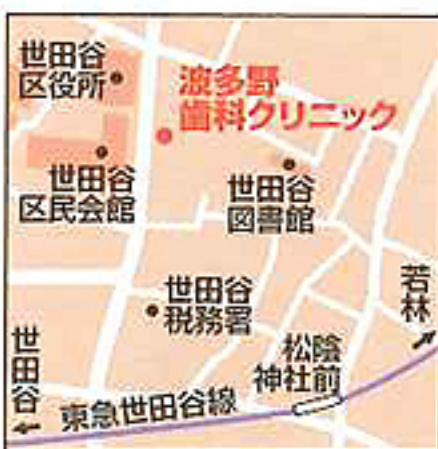 世田谷
区役所
波多野
歯科クリニック
世田谷
区民会館
世田谷
図書館
世田谷
税務署
若林
松陰
神社前
世田谷
東急世田谷線